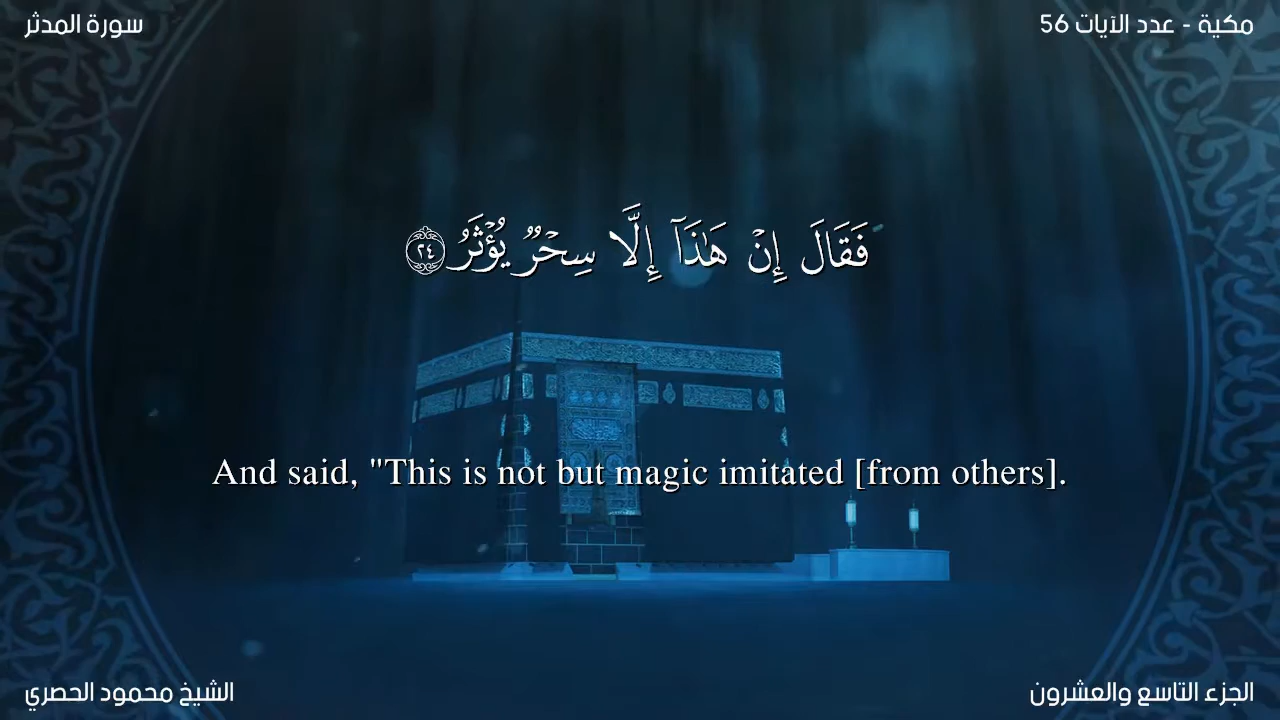 سورة المدثر
مكية - عدد الآيات 56
فَقَالَ إِنْ هَٰذَآ إِلَّا سِحْرٌ يُؤْثَرُ ٢٤
And said, "This is not but magic imitated [from others].
الشيخ محمود الحصري
الجزء التاسع والعشرون